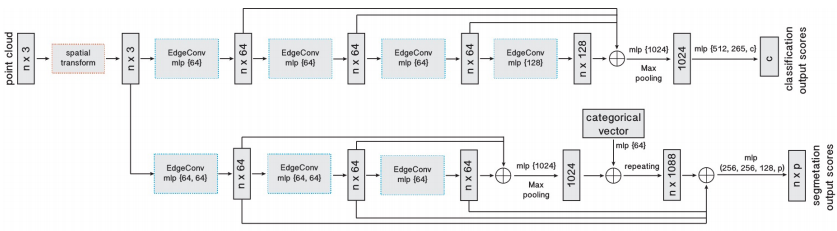 point cloud
n x 3
spatial
transform
n x 3
EdgeConv
mlp {64}
n x 64
EdgeConv
mlp {64}
n x 64
EdgeConv
mlp {64}
n x 64
EdgeConv
mlp {128}
n x 128
mlp {1024}
Max
pooling
1024
mlp {512, 265, c}
c
classification
output scores
EdgeConv
mlp {64, 64}
n x 64
EdgeConv
mlp {64, 64}
n x 64
EdgeConv
mlp {64}
n x 64
mlp {1024}
Max
pooling
1024
categorical
vector
mlp {64}
repeating
n x 1088
mlp
{256, 256, 128, p}
n x p
segmetation
output scores